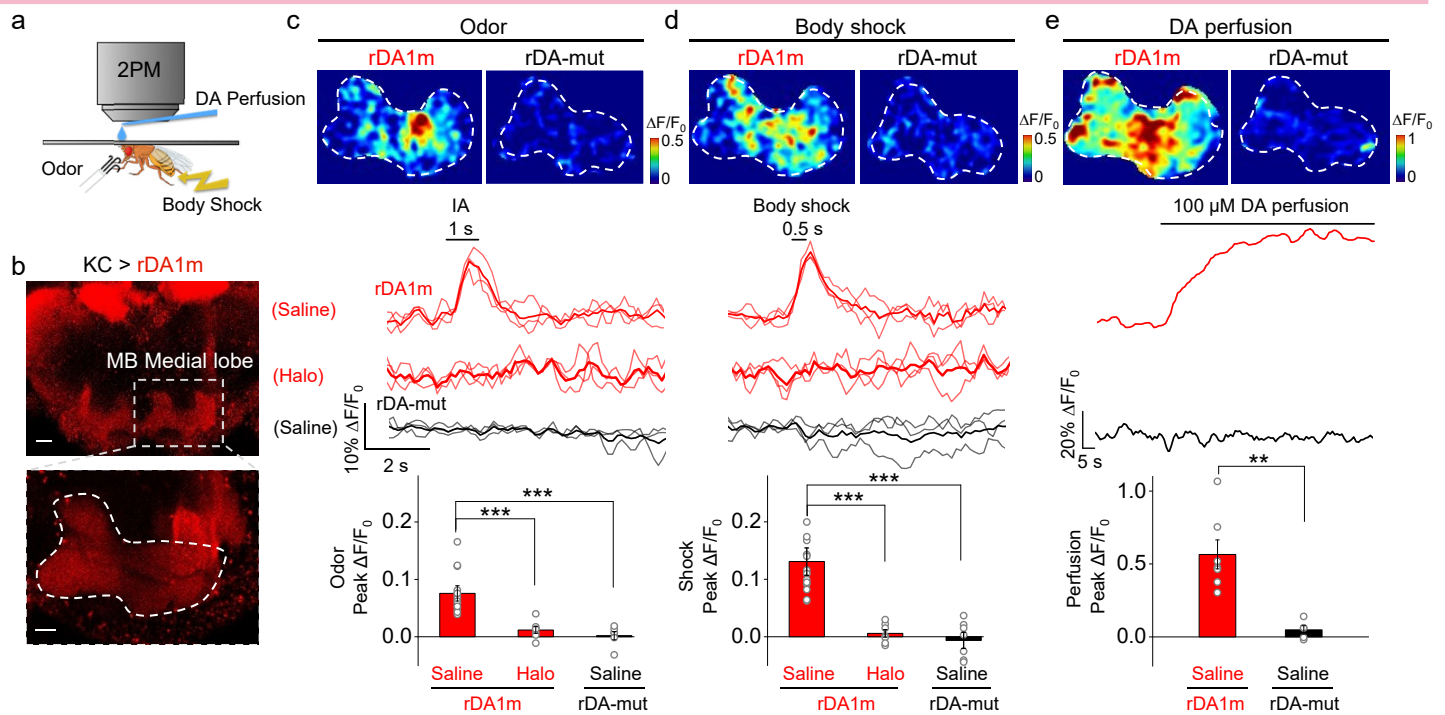 a
2PM
DA Perfusion
Odor
Body Shock
b
KC > rDA1m
MB Medial lobe
c
Odor
rDA1m
rDA-mut
ΔF/F0
0.5
0
IA
1 s
rDA1m
(Saline)
(Halo)
rDA-mut
(Saline)
10% ΔF/F0
2 s
Odor
Peak ΔF/F0
0.2
0.1
0.0
***
***
Saline
Halo
Saline
rDA1m
rDA-mut
d
Body shock
rDA1m
rDA-mut
ΔF/F0
0.5
0
Body shock
0.5 s
Shock
Peak ΔF/F0
0.2
0.1
0.0
***
***
Saline
Halo
Saline
rDA1m
rDA-mut
e
DA perfusion
rDA1m
rDA-mut
ΔF/F0
1
0
100 µM DA perfusion
20% ΔF/F0
5 s
Perfusion
Peak ΔF/F0
1.0
0.5
0.0
**
Saline
Saline
rDA1m
rDA-mut